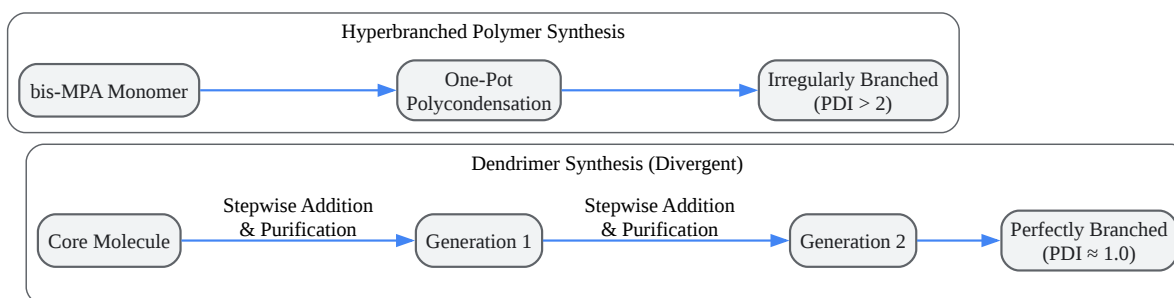 Hyperbranched Polymer Synthesis
bis-MPA Monomer
One-Pot
Polycondensation
Irregularly Branched
(PDI > 2)
Dendrimer Synthesis (Divergent)
Core Molecule
Stepwise Addition
& Purification
Generation 1
Stepwise Addition
& Purification
Generation 2
Perfectly Branched
(PDI ≈ 1.0)